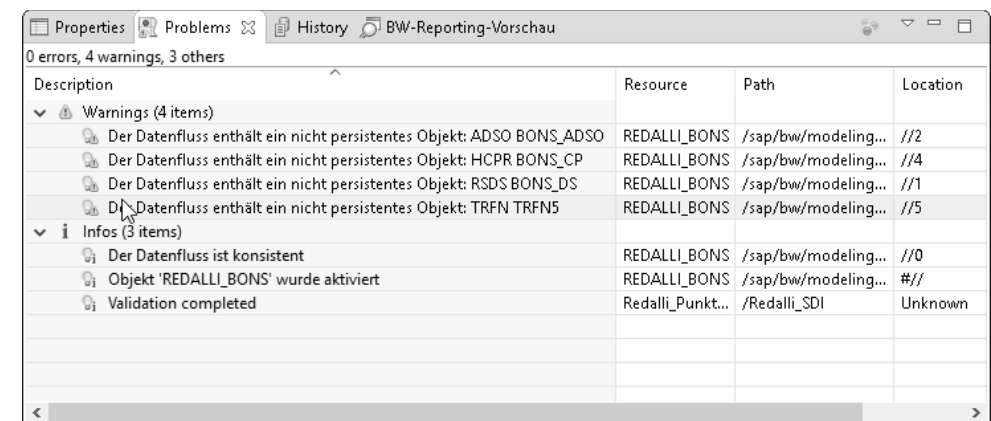 Properties Problems History BW-Reporting-Vorschau
0 errors, 4 warnings, 3 others
Description Resource Path Location
Warnings (4 items)
Der Datenfluss enthält ein nicht persistentes Objekt: ADSO BONS_ADSO REDALLI_BONS /sap/bw/modeling... //2
Der Datenfluss enthält ein nicht persistentes Objekt: HCPR BONS_CP REDALLI_BONS /sap/bw/modeling... //4
Der Datenfluss enthält ein nicht persistentes Objekt: RSDS BONS_DS REDALLI_BONS /sap/bw/modeling... //1
Der Datenfluss enthält ein nicht persistentes Objekt: TRFN TRFN5 REDALLI_BONS /sap/bw/modeling... //5
Infos (3 items)
Der Datenfluss ist konsistent REDALLI_BONS /sap/bw/modeling... //0
Objekt 'REDALLI_BONS' wurde aktiviert REDALLI_BONS /sap/bw/modeling... #//
Validation completed Redalli_Punkt... /Redalli_SDI Unknown